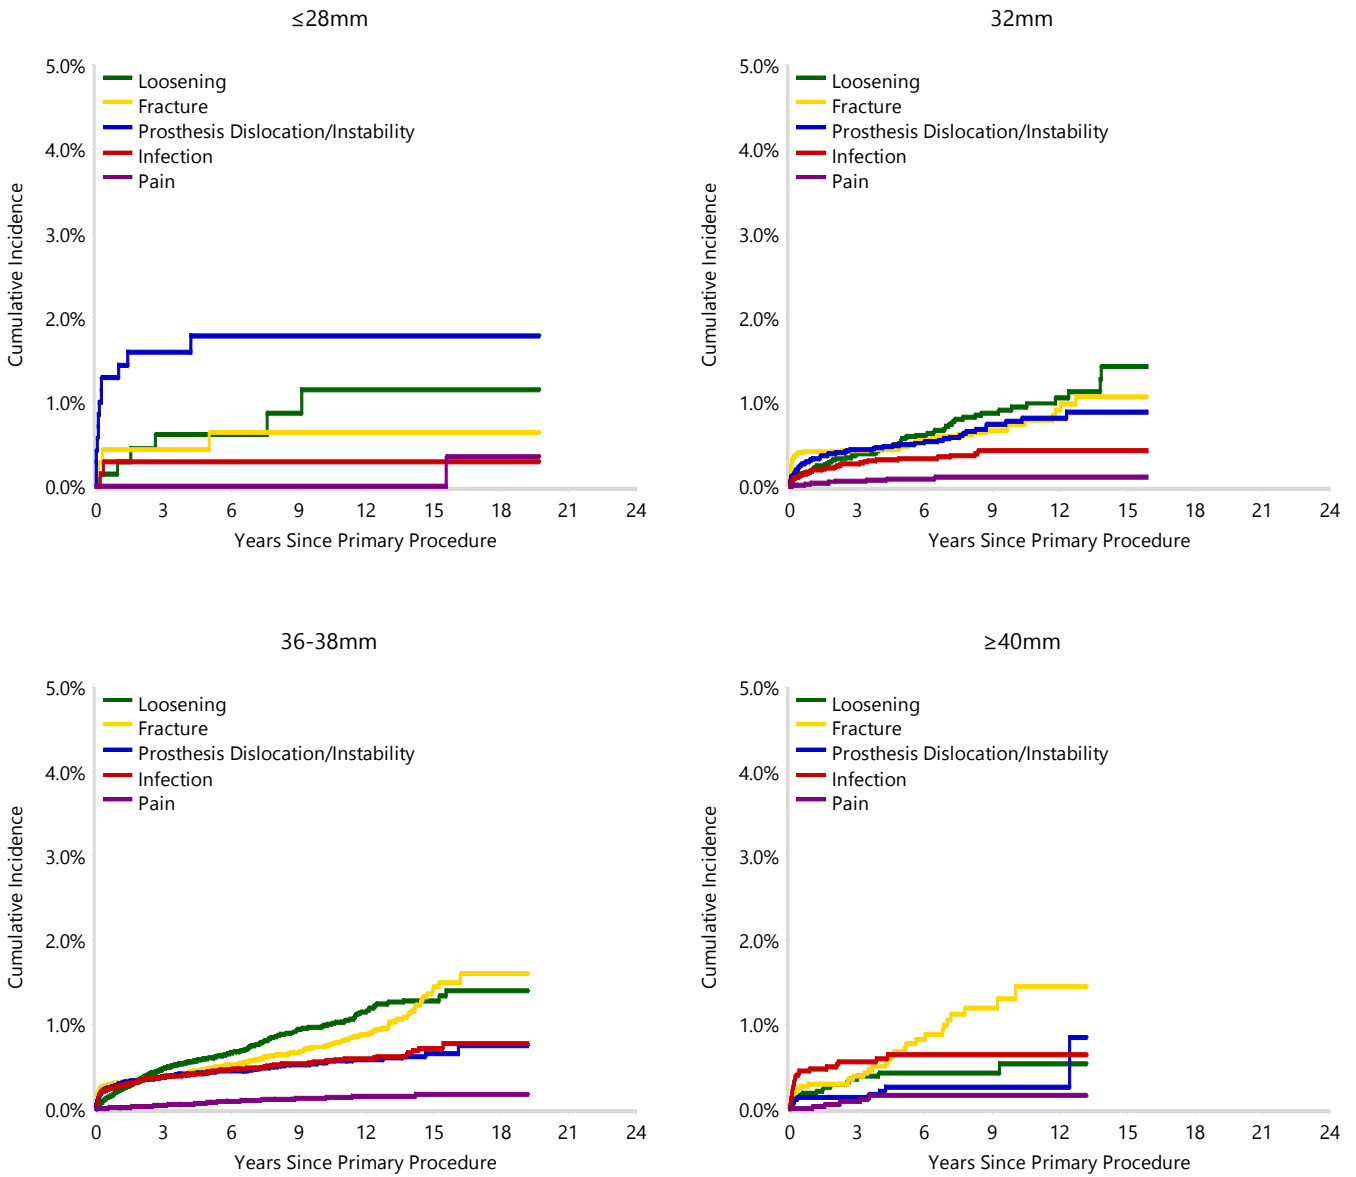 ≤28mm
5.0%
4.0%
3.0%
2.0%
1.0%
0.0%
Cumulative Incidence
Loosening
Fracture
Prosthesis Dislocation/Instability
Infection
Pain
0 3 6 9 12 15 18 21 24
Years Since Primary Procedure
32mm
5.0%
4.0%
3.0%
2.0%
1.0%
0.0%
Cumulative Incidence
Loosening
Fracture
Prosthesis Dislocation/Instability
Infection
Pain
0 3 6 9 12 15 18 21 24
Years Since Primary Procedure
36-38mm
5.0%
4.0%
3.0%
2.0%
1.0%
0.0%
Cumulative Incidence
Loosening
Fracture
Prosthesis Dislocation/Instability
Infection
Pain
0 3 6 9 12 15 18 21 24
Years Since Primary Procedure
≥40mm
5.0%
4.0%
3.0%
2.0%
1.0%
0.0%
Cumulative Incidence
Loosening
Fracture
Prosthesis Dislocation/Instability
Infection
Pain
0 3 6 9 12 15 18 21 24
Years Since Primary Procedure